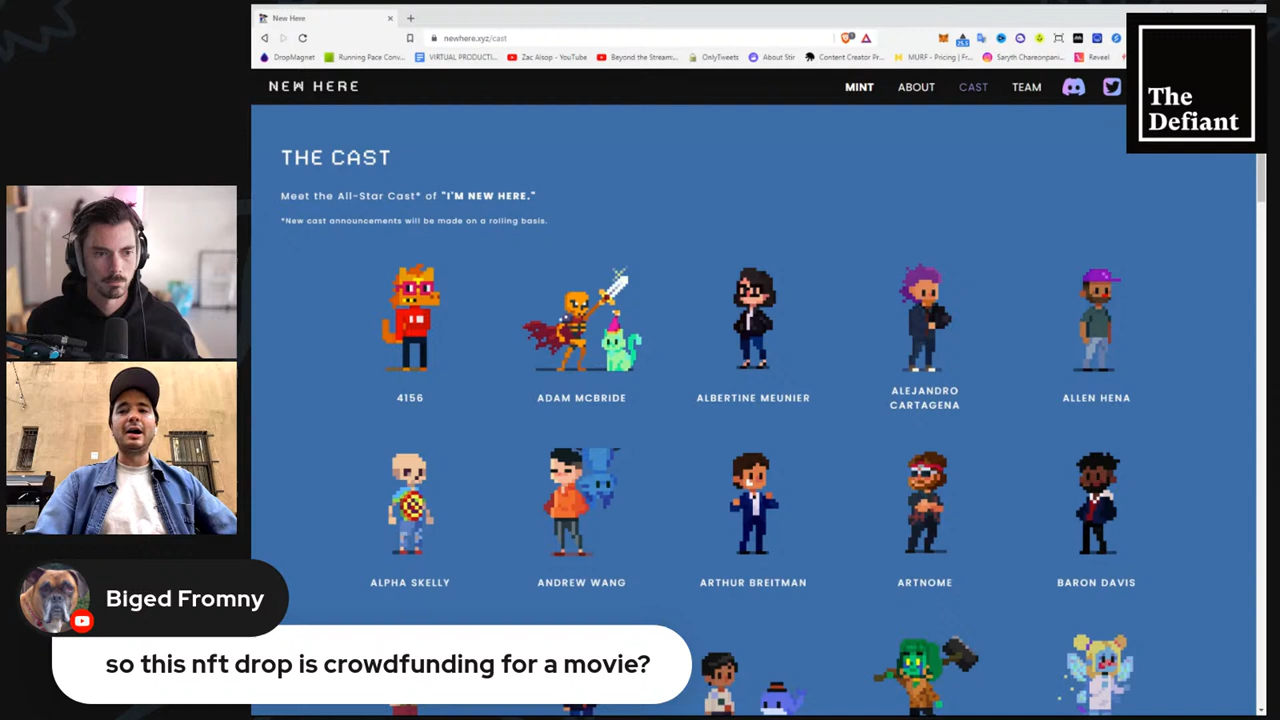 New Here
newhere.xyz/cast
DropMagnet
Running Pace Conv...
VIRTUAL PRODUCTI...
Zac Alsop - YouTube
Beyond the Stream...
OnlyTweets
About Stir
Content Creator Pr...
MURF - Pricing | Fr...
Saryth Chareonpani...
Raveel
NEW HERE
MINT
ABOUT
CAST
TEAM
The
Defiant
THE CAST
Meet the All-Star Cast* of "I'M NEW HERE."
*New cast announcements will be made on a rolling basis.
4156
ADAM MCBRIDE
ALBERTINE MEUNIER
ALEJANDRO
CARTAGENA
ALLEN HENA
ALPHA SKELLY
ANDREW WANG
ARTHUR BREITMAN
ARTNOME
BARON DAVIS
Biged Fromny
so this nft drop is crowdfunding for a movie?